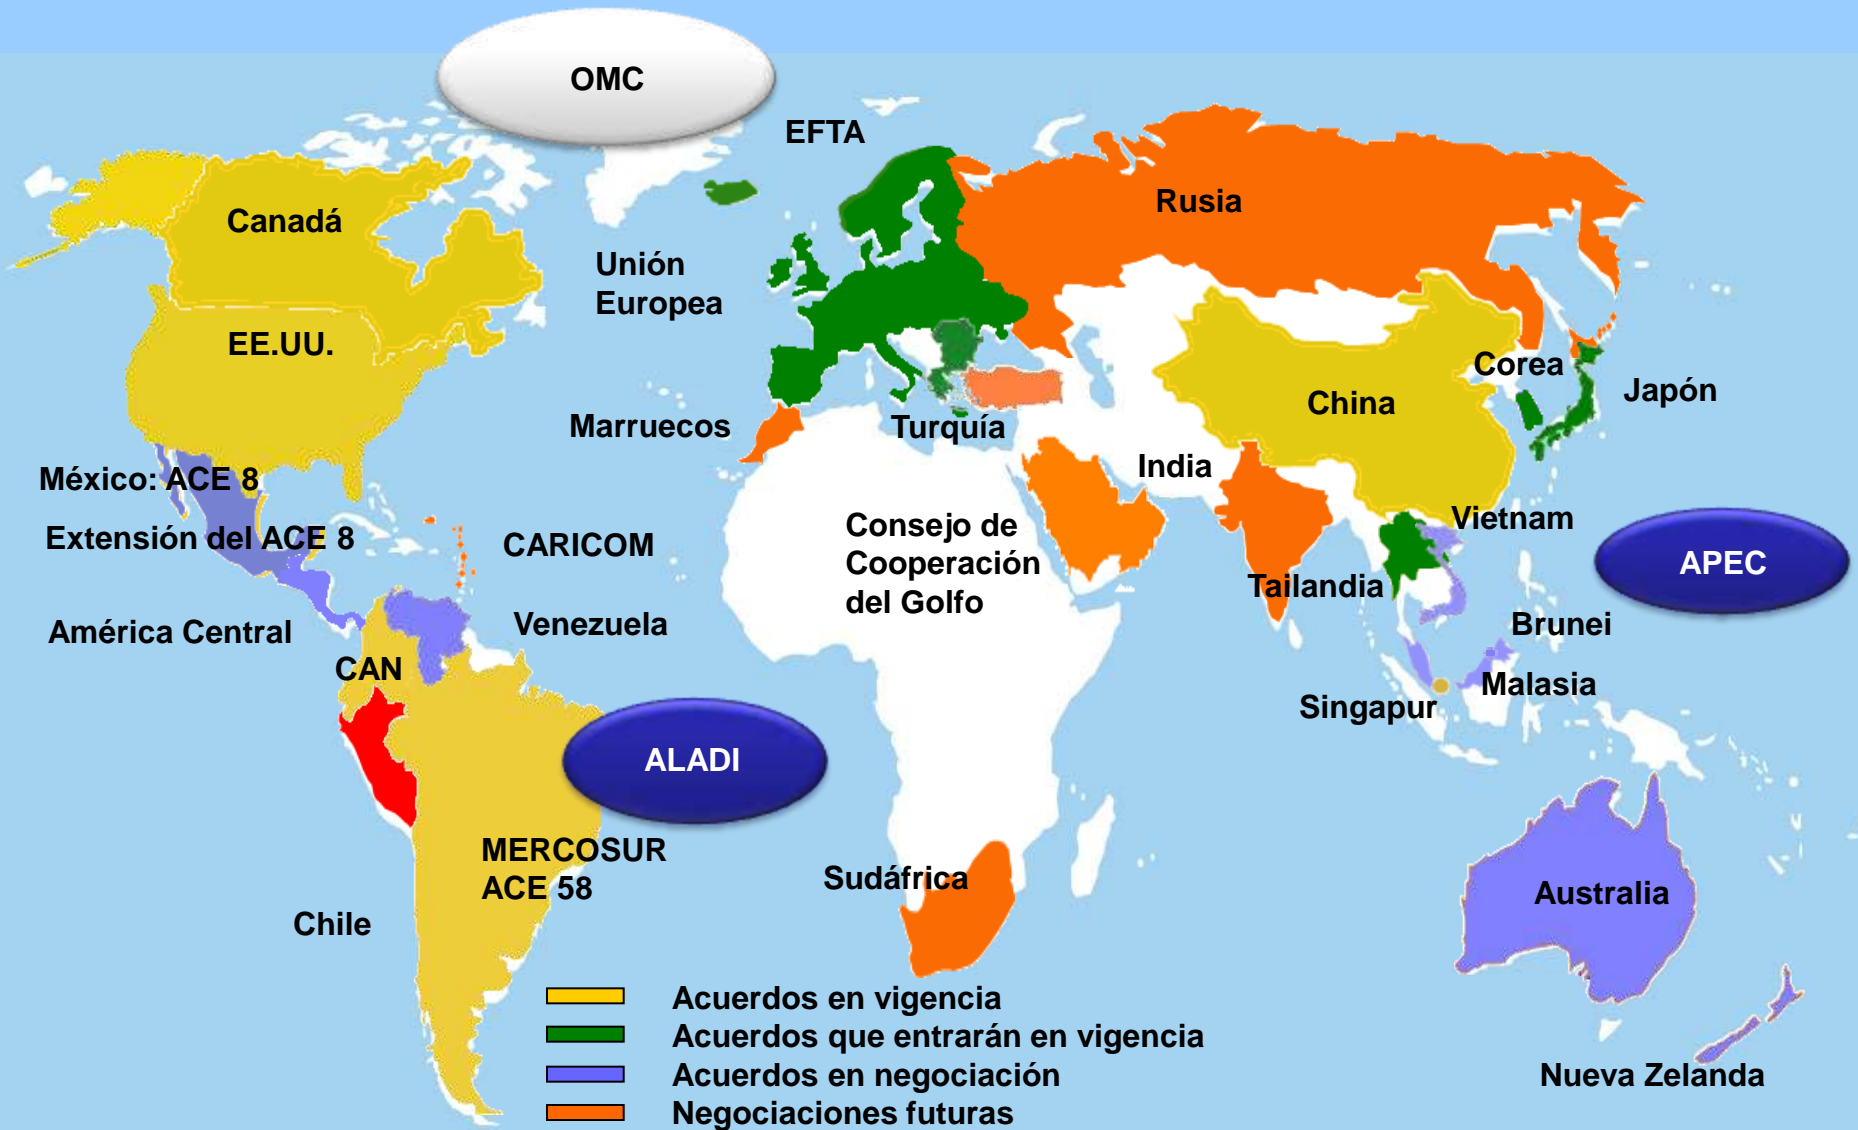 OMC
EFTA
Rusia
Canadá
Unión
Europea
EE.UU.
Corea
Japón
China
Marruecos
Turquía
India
México: ACE 8
Extensión del ACE 8
CARICOM
Consejo de
Cooperación
del Golfo
Vietnam
APEC
Tailandia
América Central
Venezuela
Brunei
CAN
Malasia
Singapur
ALADI
MERCOSUR
ACE 58
Sudáfrica
Australia
Chile
Acuerdos en vigencia
Acuerdos que entrarán en vigencia
Acuerdos en negociación
Negociaciones futuras
Nueva Zelanda